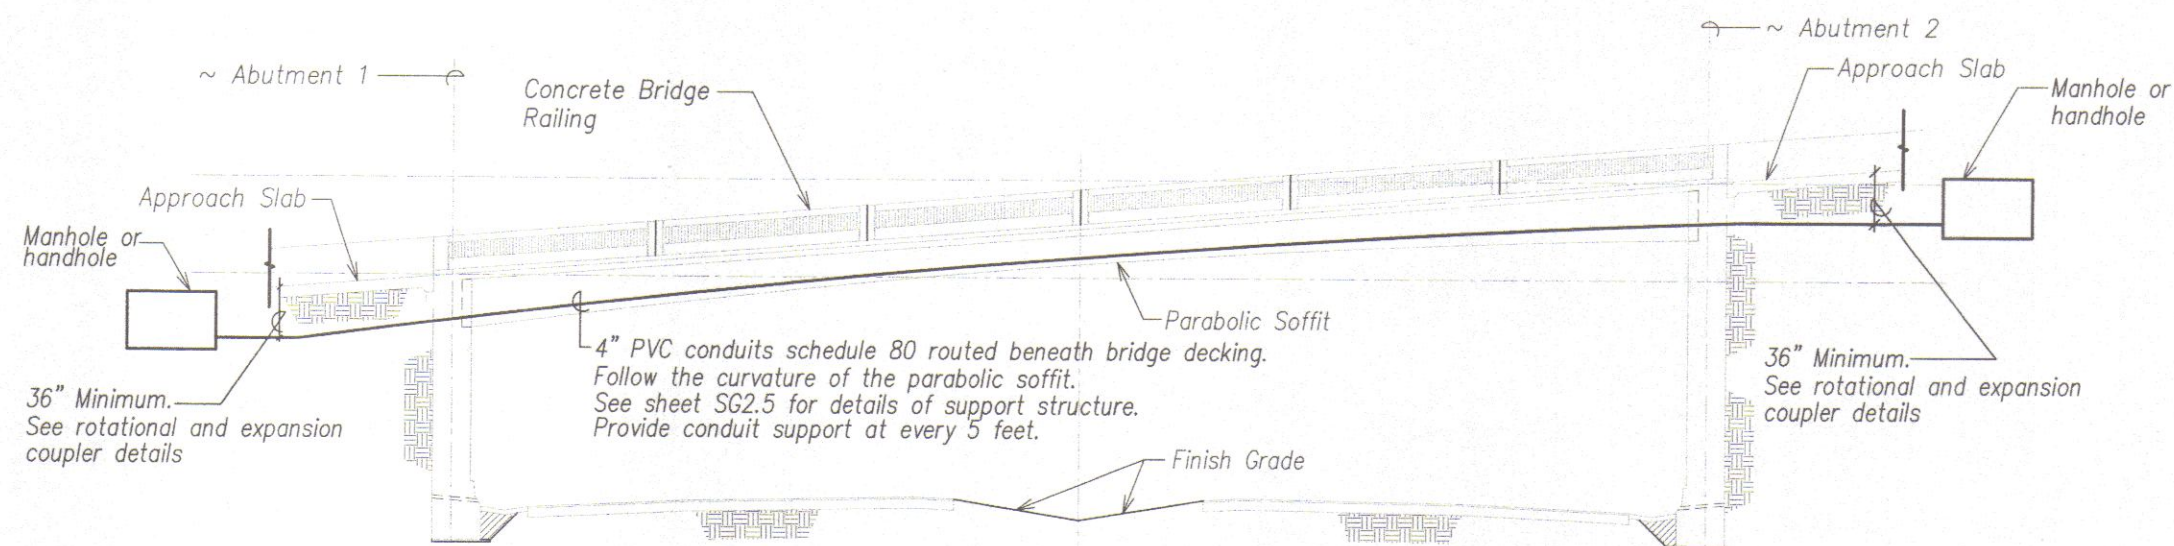 ~ Abutment 2
~ Abutment 1
Approach Slab
Concrete Bridge
Railing
Manhole or
handhole
Approach Slab
Manhole or
handhole
Parabolic Soffit
4" PVC conduits schedule 80 routed beneath bridge decking.
Follow the curvature of the parabolic soffit.
See sheet SG2.5 for details of support structure.
Provide conduit support at every 5 feet.
36" Minimum.
See rotational and expansion
coupler details
36" Minimum.
See rotational and expansion
coupler details
Finish Grade